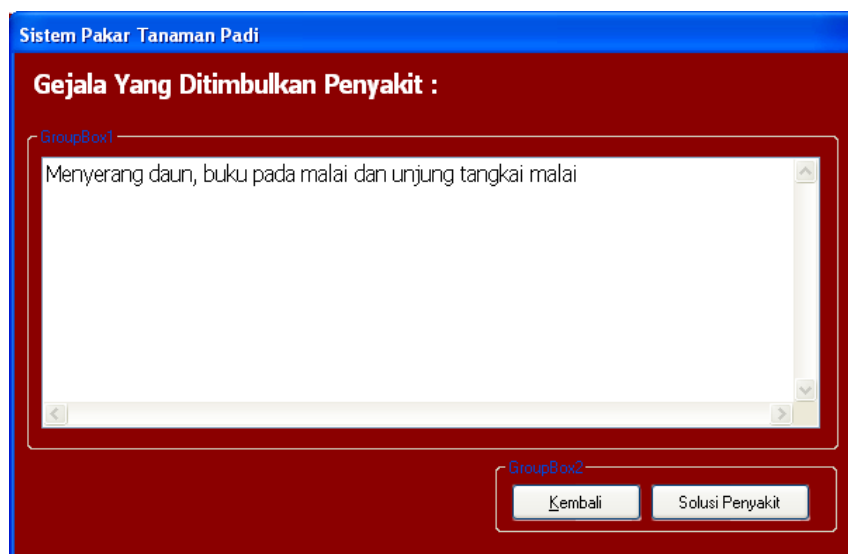 Sistem Pakar Tanaman Padi
Gejala Yang Ditimbulkan Penyakit :
GroupBox1
Menyerang daun, buku pada malai dan unjung tangkai malai
GroupBox2
Kembali
Solusi Penyakit